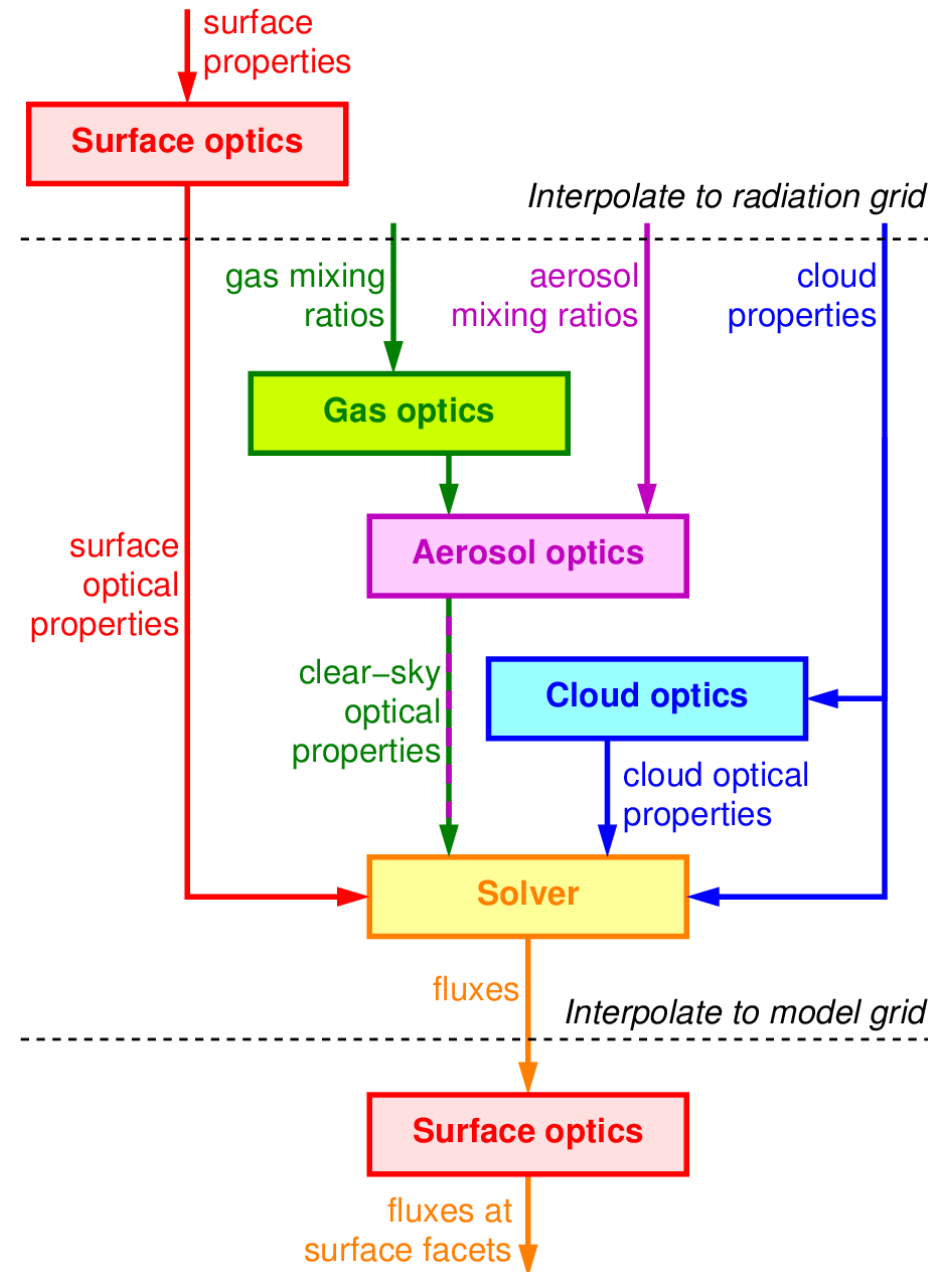 surface
properties
Surface optics
Interpolate to radiation grid
gas mixing
ratios
aerosol
mixing ratios
cloud
properties
Gas optics
surface
optical
properties
Aerosol optics
clear−sky
optical
properties
Cloud optics
cloud optical
properties
Solver
fluxes
Interpolate to model grid
Surface optics
fluxes at
surface facets